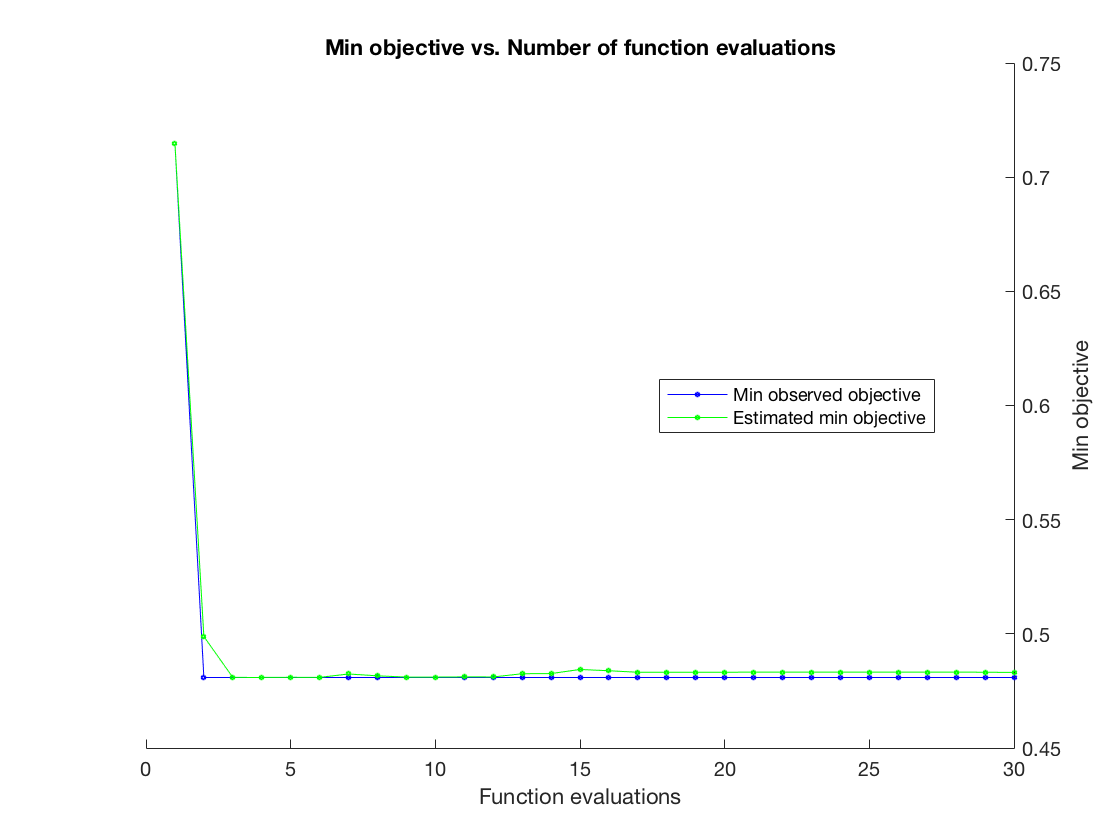 Min objective vs. Number of function evaluations
0.75
0.7
0.65
0.6
0.55
0.5
0.45
Min objective
Min observed objective
Estimated min objective
0 5 10 15 20 25 30
Function evaluations